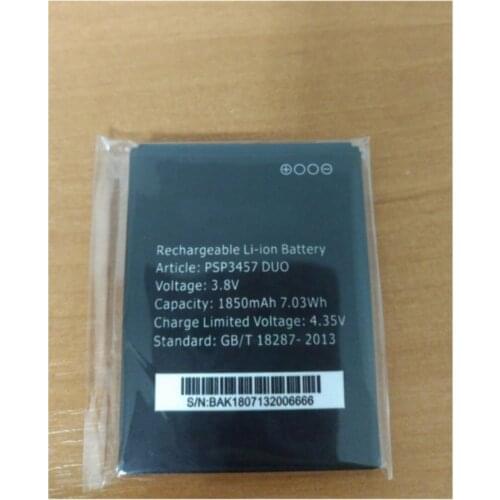 ⊕○○⊖
Rechargeable Li-ion Battery
Article: PSP3457 DUO
Voltage: 3.8V
Capacity: 1850mAh 7.03Wh
Charge Limited Voltage: 4.35V
Standard: GB/T 18287- 2013
S/N:BAK1807132006666